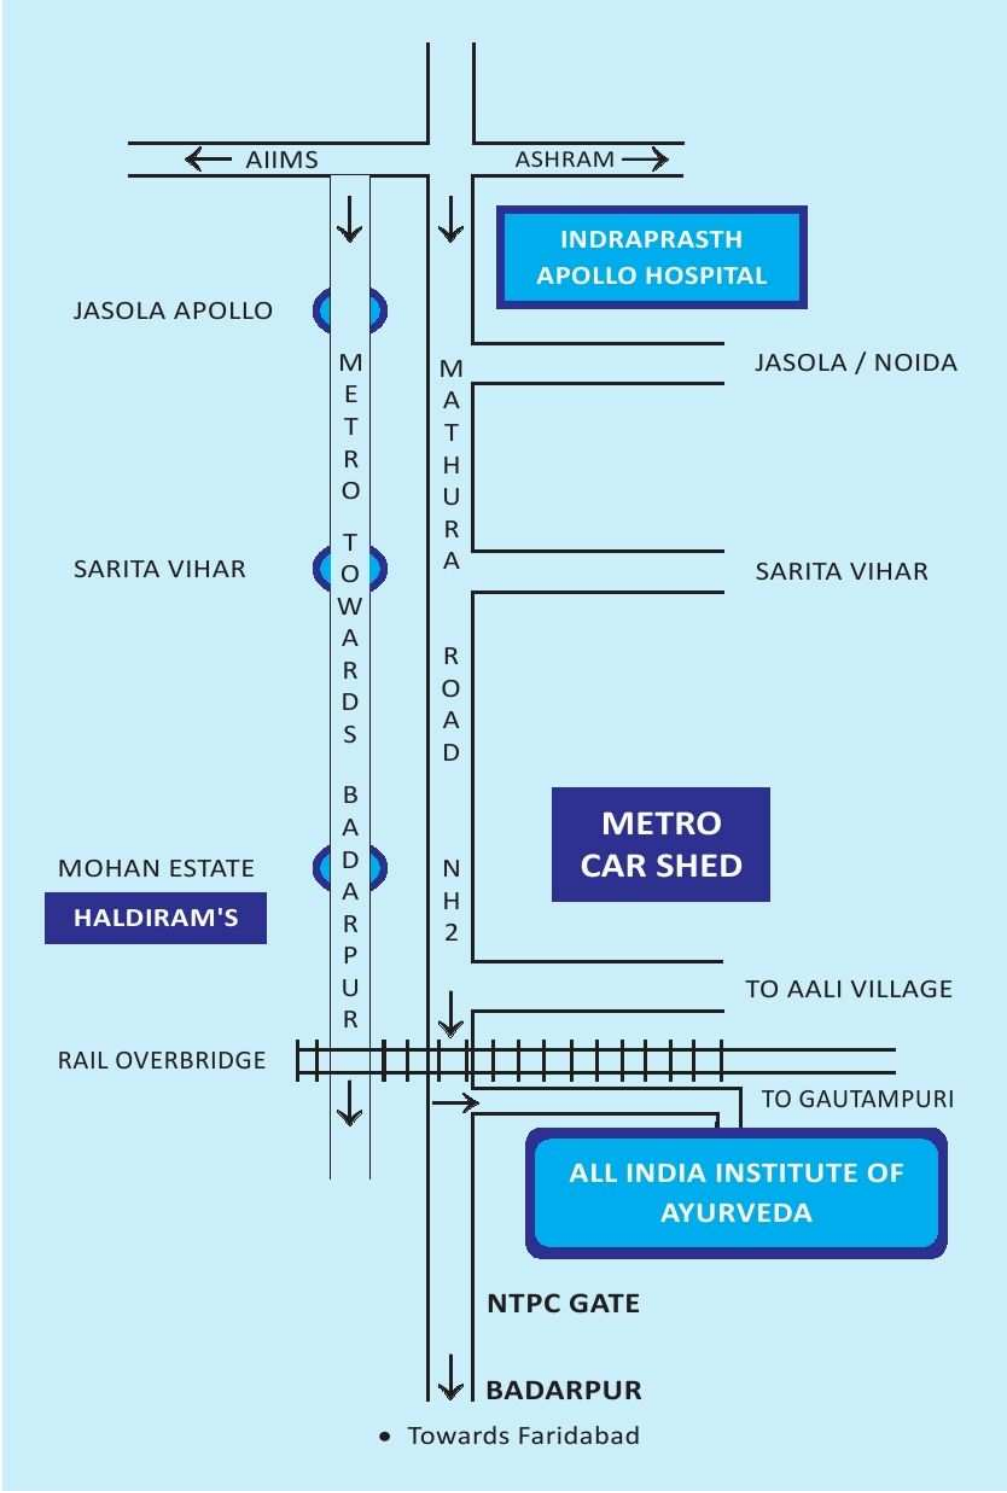 AIIMS
ASHRAM
INDRAPRASTH
APOLLO HOSPITAL
JASOLA APOLLO
JASOLA / NOIDA
METRO TOWARDS BADARPUR
MATHURA ROAD NH2
SARITA VIHAR
SARITA VIHAR
METRO
CAR SHED
MOHAN ESTATE
HALDIRAM'S
TO AALI VILLAGE
RAIL OVERBRIDGE
TO GAUTAMPURI
ALL INDIA INSTITUTE OF
AYURVEDA
NTPC GATE
BADARPUR
• Towards Faridabad